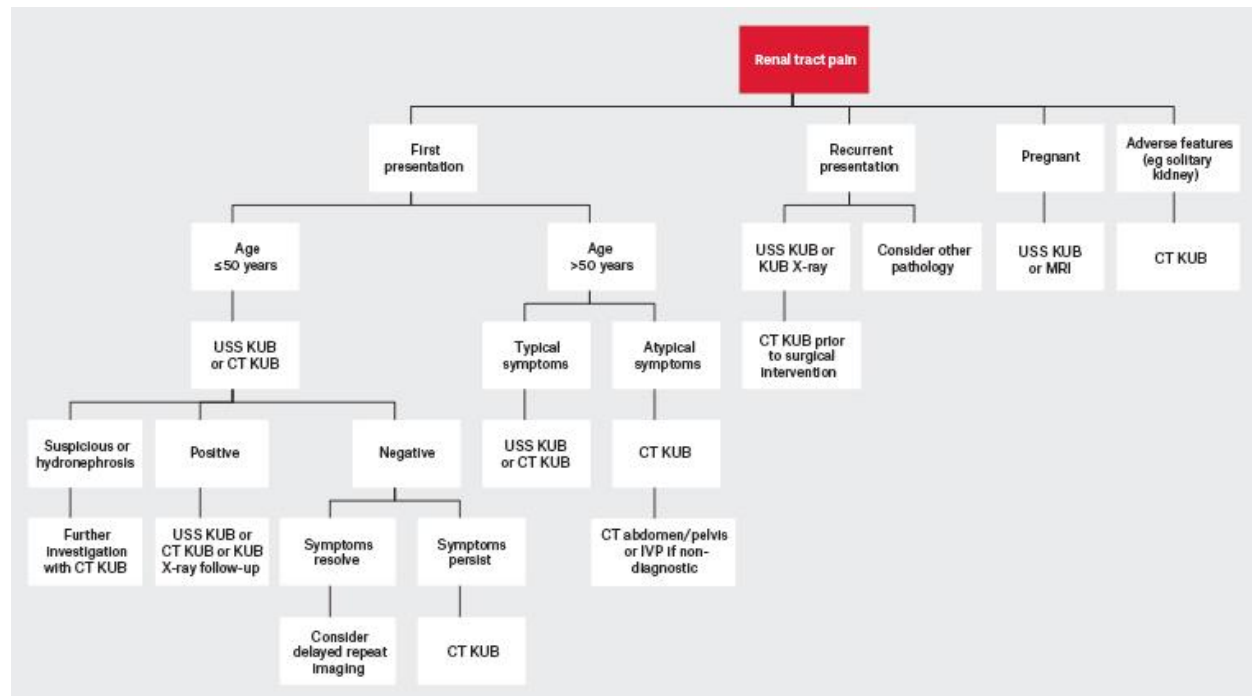 Renal tract pain
First
presentation
Recurrent
presentation
Pregnant
Adverse features
(eg solitary
kidney)
Age
≤50 years
Age
>50 years
USS KUB or
KUB X-ray
Consider other
pathology
USS KUB
or MRI
CT KUB
USS KUB
or CT KUB
Typical
symptoms
Atypical
symptoms
CT KUB prior
to surgical
intervention
Suspicious or
hydronephrosis
Positive
Negative
USS KUB
or CT KUB
CT KUB
Further
investigation
with CT KUB
USS KUB or
CT KUB or KUB
X-ray follow-up
Symptoms
resolve
Symptoms
persist
CT abdomen/pelvis
or IVP if non-
diagnostic
Consider
delayed repeat
imaging
CT KUB